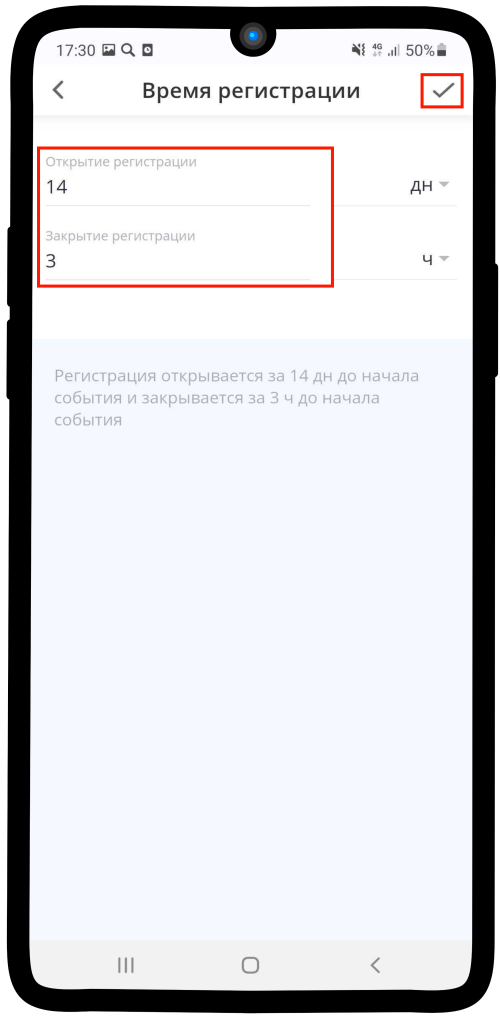 17:30 4G 50%
Время регистрации
Открытие регистрации
14 дн
Закрытие регистрации
3 ч
Регистрация открывается за 14 дн до начала
события и закрывается за 3 ч до начала
события